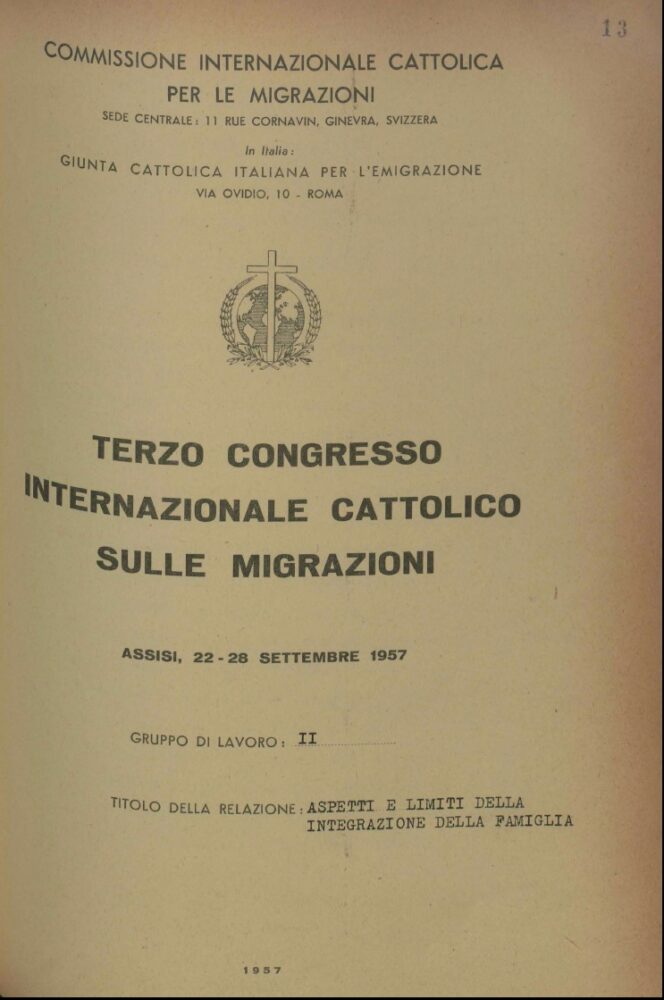 13
COMMISSIONE INTERNAZIONALE CATTOLICA
PER LE MIGRAZIONI
SEDE CENTRALE: 11 RUE CORNAVIN, GINEVRA, SVIZZERA
In Italia:
GIUNTA CATTOLICA ITALIANA PER L'EMIGRAZIONE
VIA OVIDIO, 10 - ROMA
TERZO CONGRESSO
INTERNAZIONALE CATTOLICO
SULLE MIGRAZIONI
ASSISI, 22-28 SETTEMBRE 1957
GRUPPO DI LAVORO: II
TITOLO DELLA RELAZIONE: ASPETTI E LIMITI DELLA
INTEGRAZIONE DELLA FAMIGLIA
1957